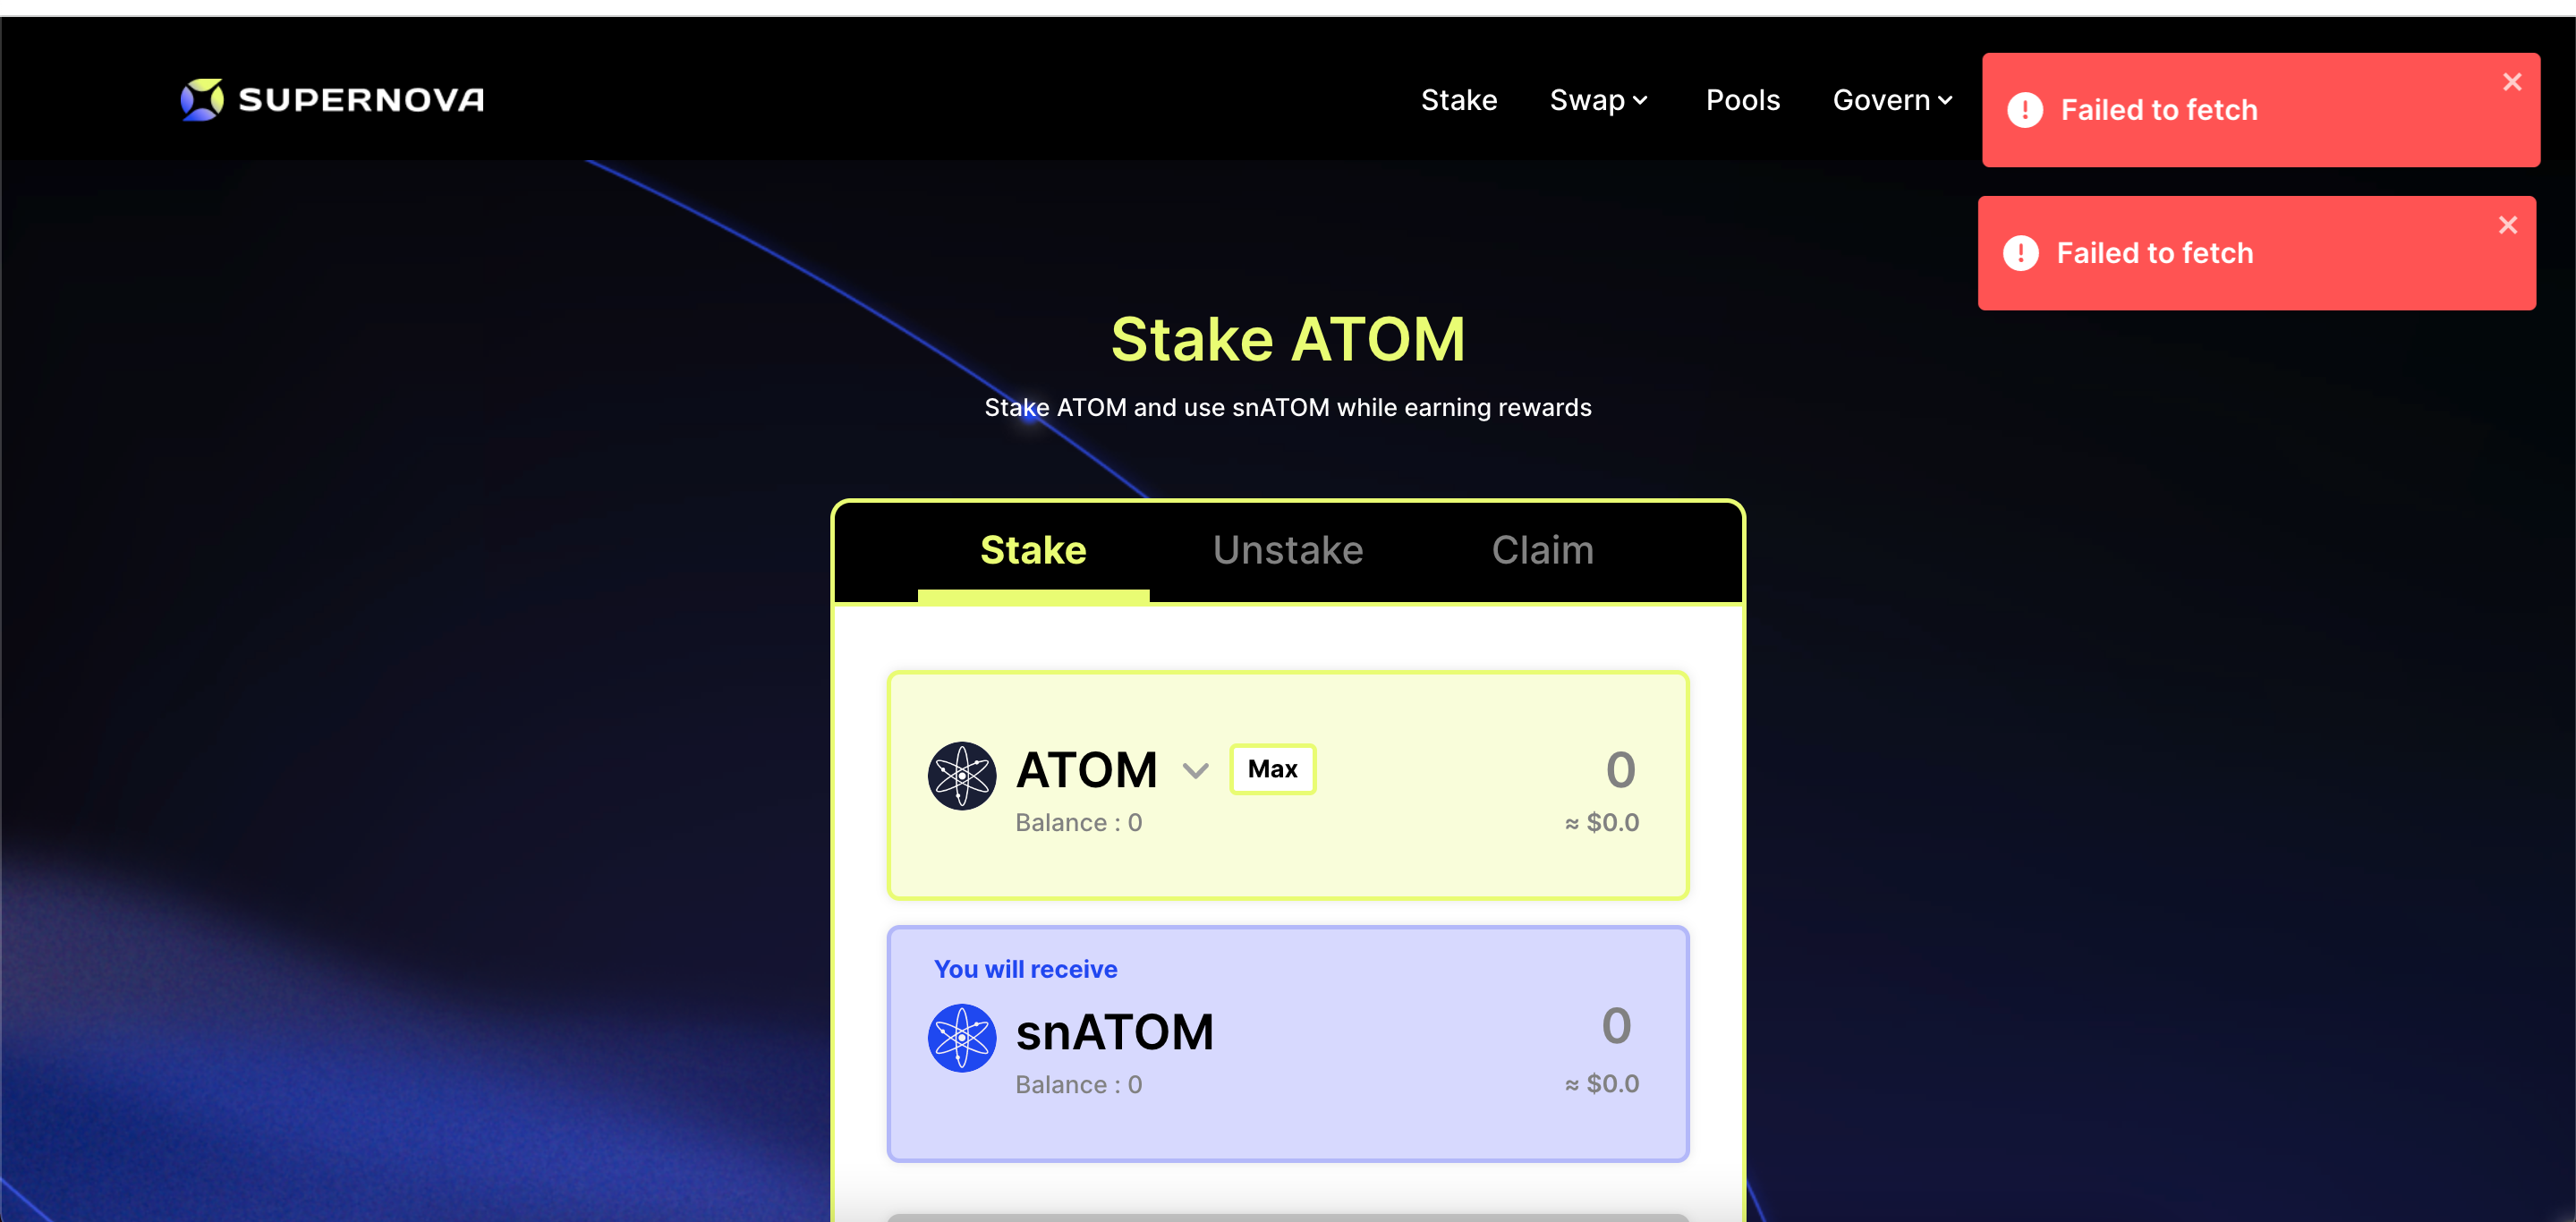 SUPERNOVA
Stake Swap Pools Govern
Failed to fetch
Failed to fetch
Stake ATOM
Stake ATOM and use snATOM while earning rewards
Stake Unstake Claim
ATOM Max 0
Balance : 0 ≈ $0.0
You will receive
snATOM 0
Balance : 0 ≈ $0.0